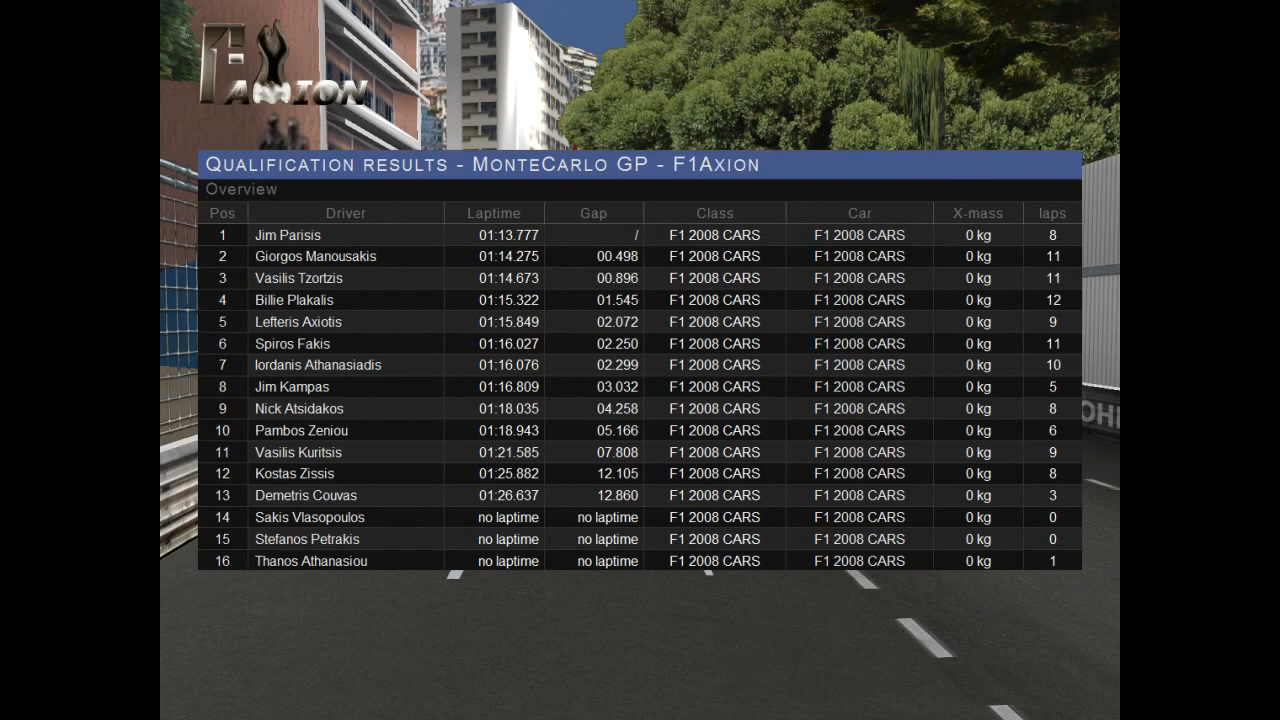 F1 AXION
QUALIFICATION RESULTS - MONTECARLO GP - F1AXION
Overview
Pos Driver Laptime Gap Class Car X-mass laps
1 Jim Parisis 01:13.777 / F1 2008 CARS F1 2008 CARS 0 kg 8
2 Giorgos Manousakis 01:14.275 00.498 F1 2008 CARS F1 2008 CARS 0 kg 11
3 Vasilis Tzortzis 01:14.673 00.896 F1 2008 CARS F1 2008 CARS 0 kg 11
4 Billie Plakalis 01:15.322 01.545 F1 2008 CARS F1 2008 CARS 0 kg 12
5 Lefteris Axiotis 01:15.849 02.072 F1 2008 CARS F1 2008 CARS 0 kg 9
6 Spiros Fakis 01:16.027 02.250 F1 2008 CARS F1 2008 CARS 0 kg 11
7 Iordanis Athanasiadis 01:16.076 02.299 F1 2008 CARS F1 2008 CARS 0 kg 10
8 Jim Kampas 01:16.809 03.032 F1 2008 CARS F1 2008 CARS 0 kg 5
9 Nick Atsidakos 01:18.035 04.258 F1 2008 CARS F1 2008 CARS 0 kg 8
10 Pambos Zeniou 01:18.943 05.166 F1 2008 CARS F1 2008 CARS 0 kg 6
11 Vasilis Kuritsis 01:21.585 07.808 F1 2008 CARS F1 2008 CARS 0 kg 9
12 Kostas Zissis 01:25.882 12.105 F1 2008 CARS F1 2008 CARS 0 kg 8
13 Demetris Couvas 01:26.637 12.860 F1 2008 CARS F1 2008 CARS 0 kg 3
14 Sakis Vlasopoulos no laptime no laptime F1 2008 CARS F1 2008 CARS 0 kg 0
15 Stefanos Petrakis no laptime no laptime F1 2008 CARS F1 2008 CARS 0 kg 0
16 Thanos Athanasiou no laptime no laptime F1 2008 CARS F1 2008 CARS 0 kg 1